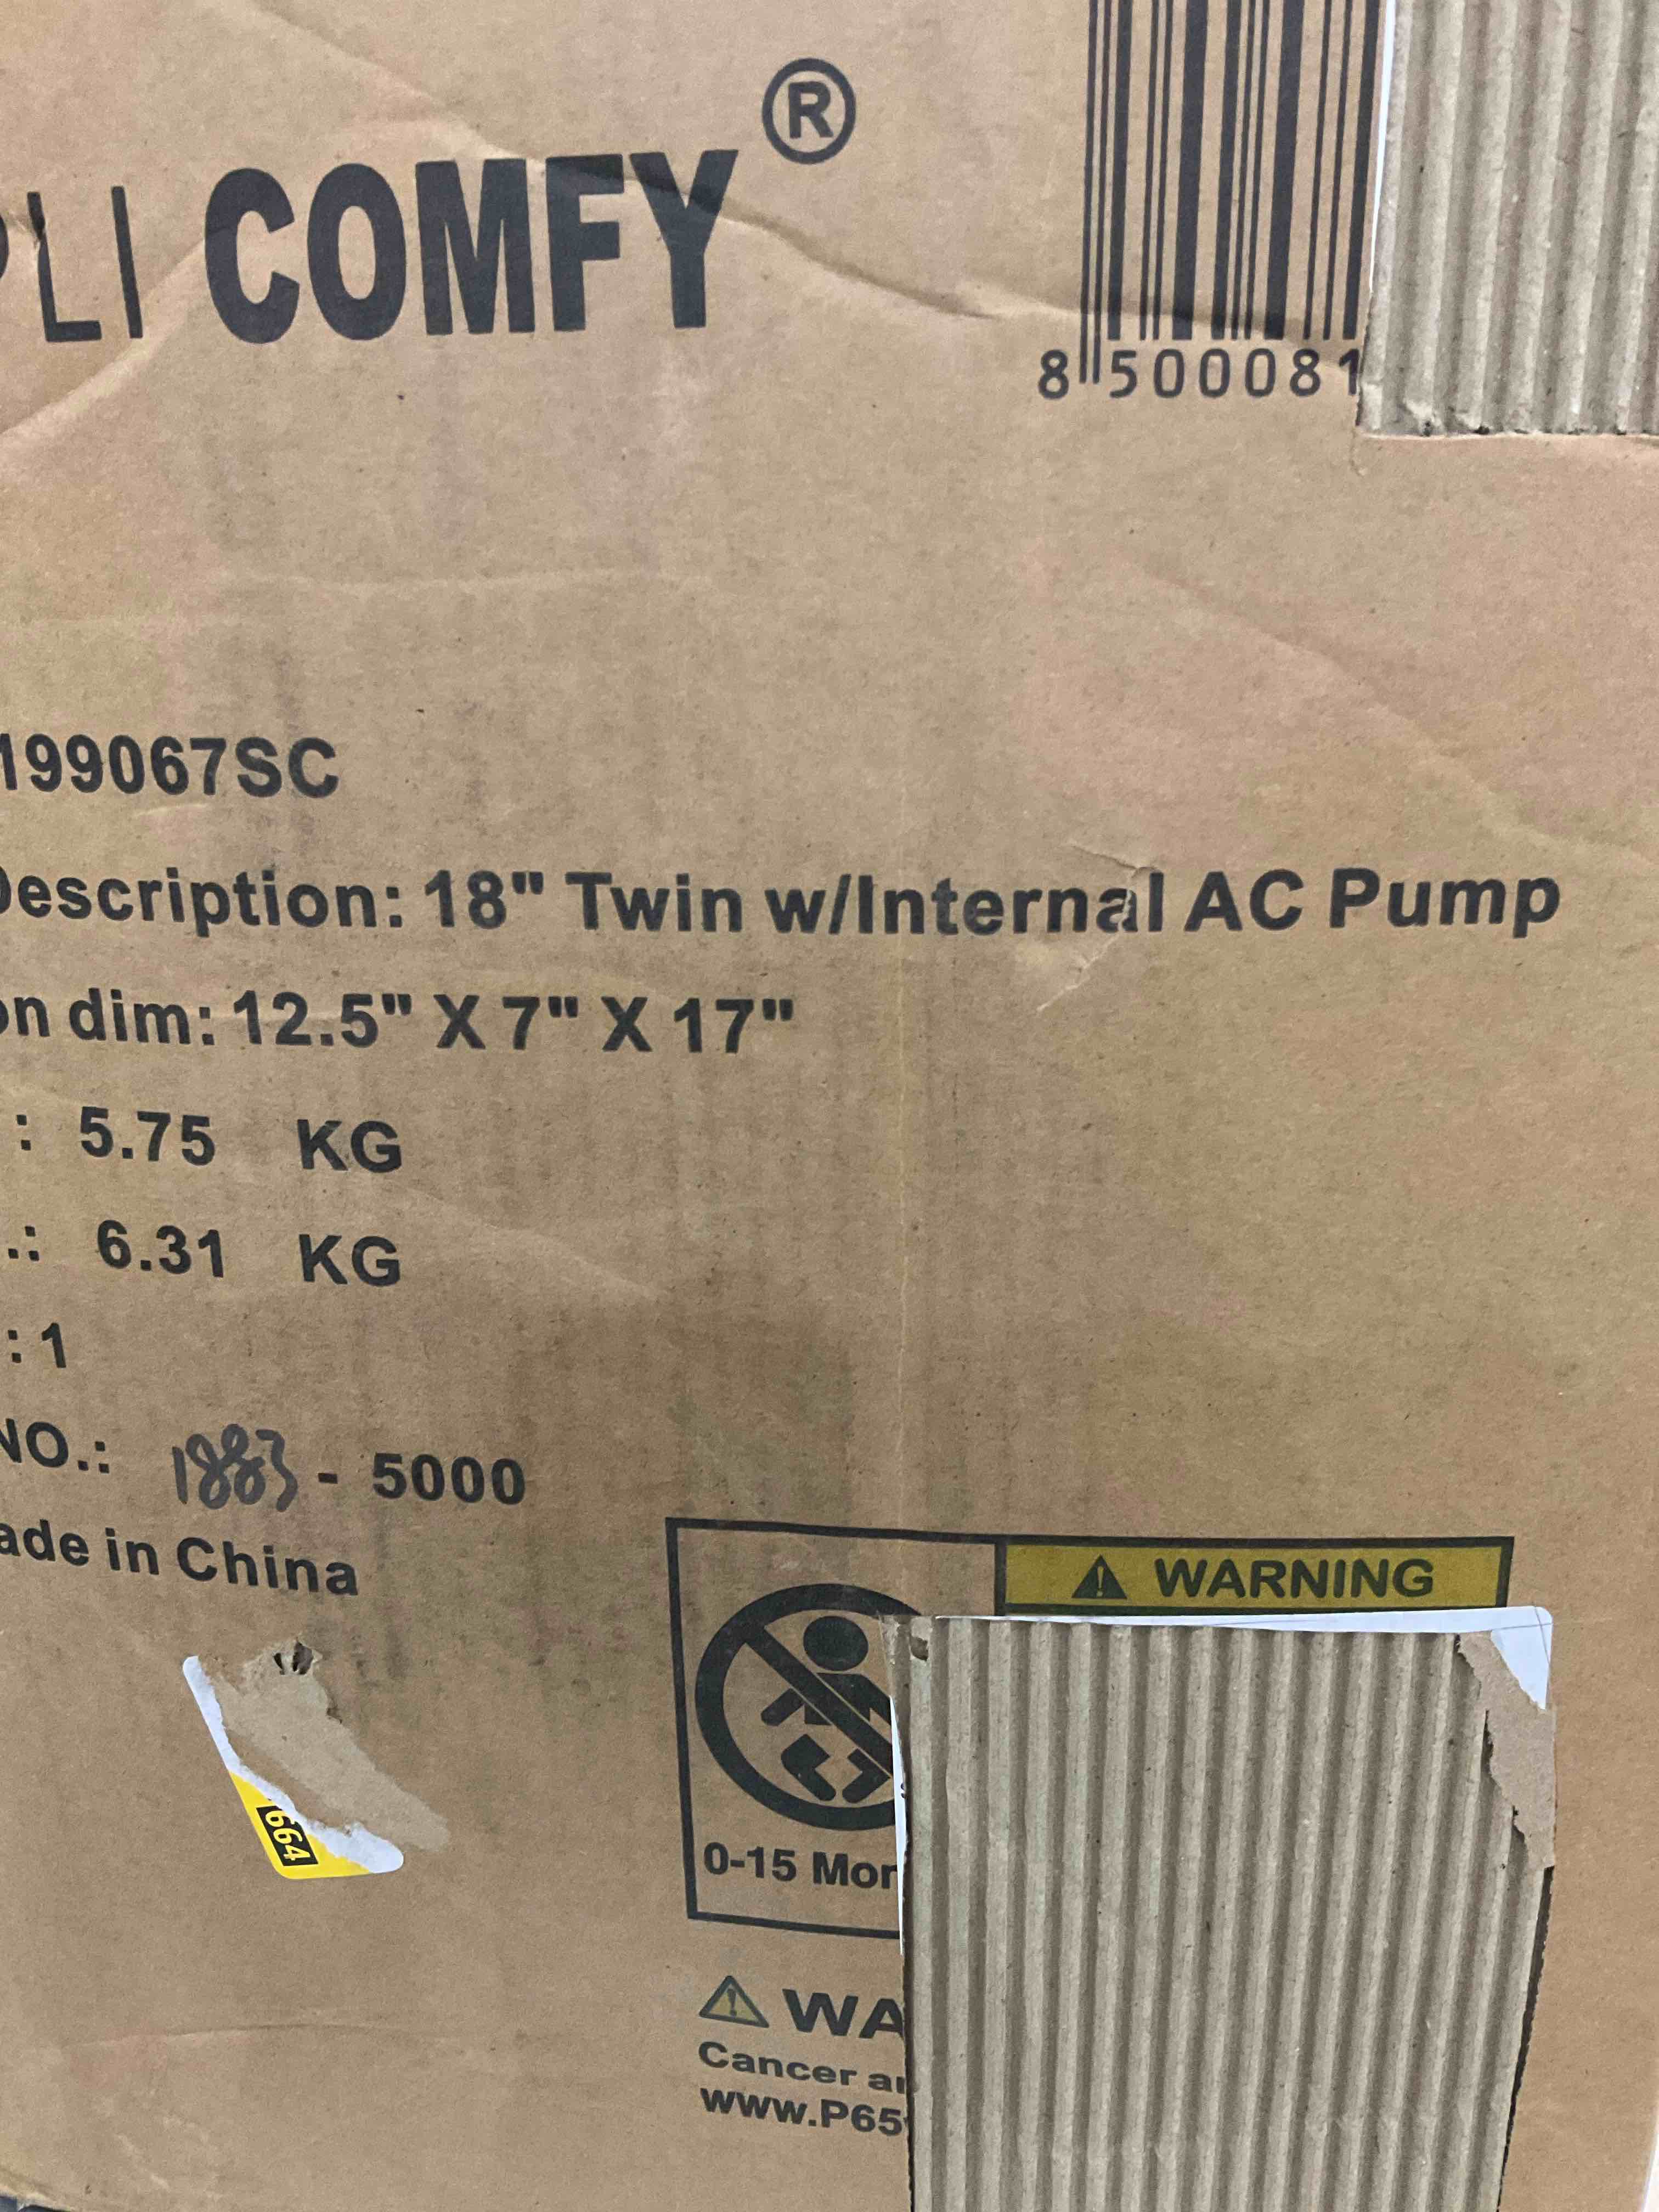 PLI COMFY®
8 500081
199067SC
Description: 18" Twin w/Internal AC Pump
on dim: 12.5" X 7" X 17"
: 5.75 KG
.: 6.31 KG
: 1
NO.: 1883 - 5000
ade in China
WARNING
664
0-15 Mon
WA
Cancer a
www.P65